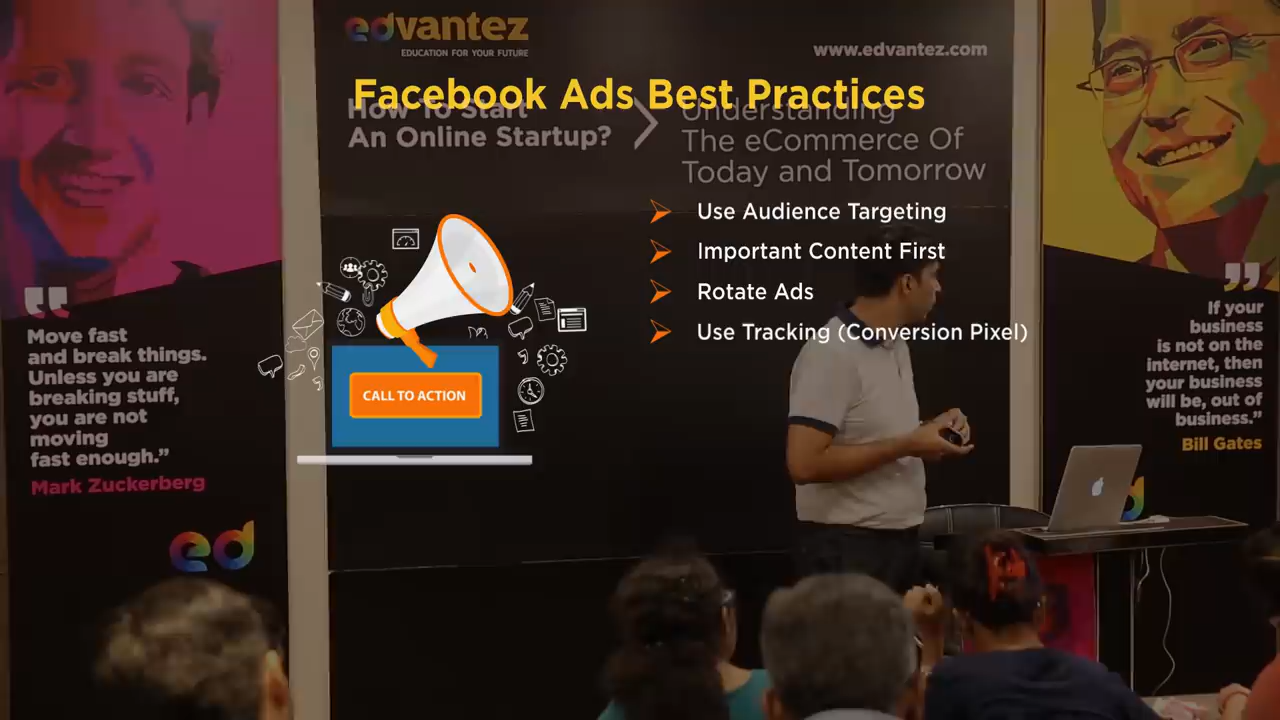 edvantez
EDUCATION FOR YOUR FUTURE
www.edvantez.com
Facebook Ads Best Practices
How To Start
An Online Startup?
Understanding
The eCommerce Of
Today and Tomorrow
Use Audience Targeting
Important Content First
Rotate Ads
Use Tracking (Conversion Pixel)
CALL TO ACTION
Move fast
and break things.
Unless you are
breaking stuff,
you are not
moving
fast enough.”
Mark Zuckerberg
ed
If your
business
is not on the
internet, then
your business
will be, out of
business.”
Bill Gates